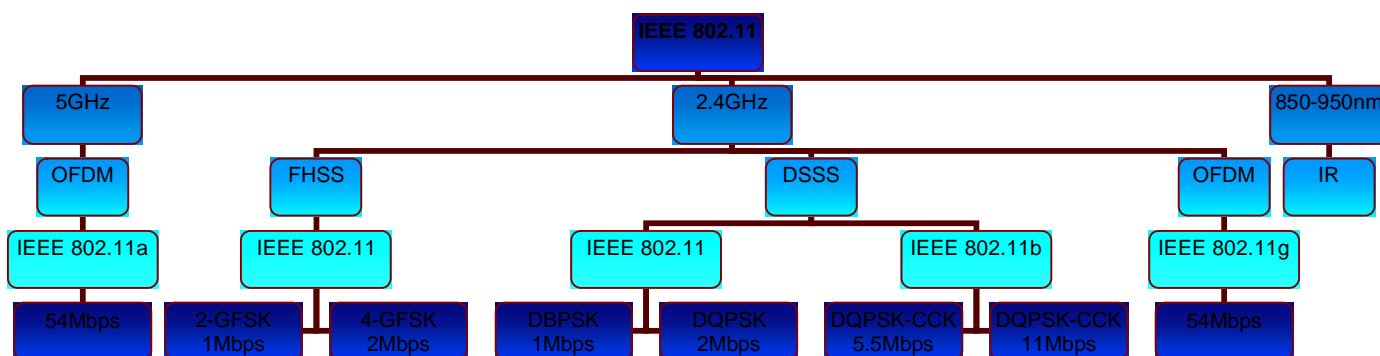 IEEE 802.11
5GHz
2.4GHz
850-950nm
OFDM
FHSS
DSSS
OFDM
IR
IEEE 802.11a
IEEE 802.11
IEEE 802.11
IEEE 802.11b
IEEE 802.11g
54Mbps
2-GFSK
1Mbps
4-GFSK
2Mbps
DBPSK
1Mbps
DQPSK
2Mbps
DQPSK-CCK
5.5Mbps
DQPSK-CCK
11Mbps
54Mbps